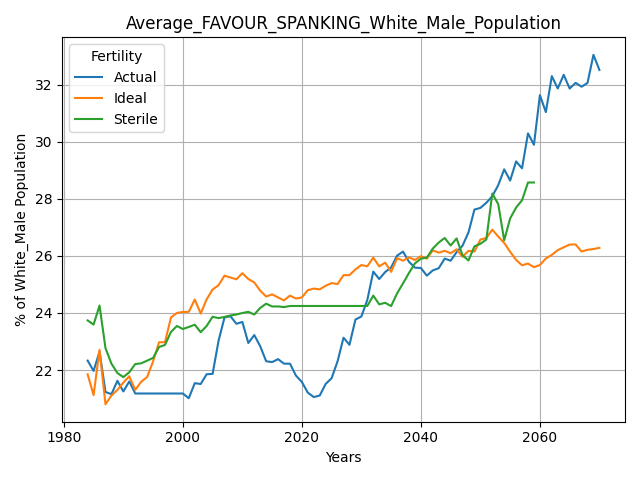 Average_FAVOUR_SPANKING_White_Male_Population
Fertility
Actual
Ideal
Sterile
% of White_Male Population
32
30
28
26
24
22
1980
2000
2020
2040
2060
Years